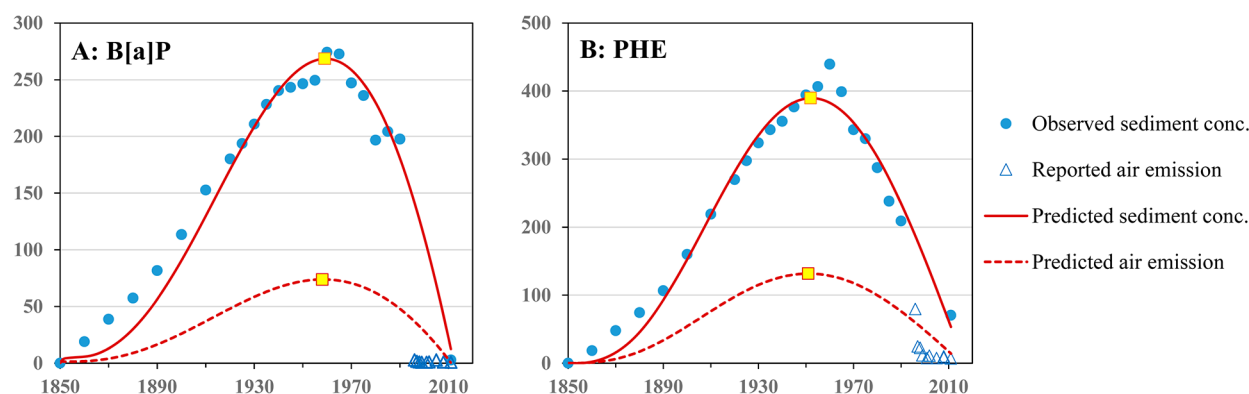 A: B[a]P
300
250
200
150
100
50
0
1850 1890 1930 1970 2010
B: PHE
500
400
300
200
100
0
1850 1890 1930 1970 2010
Observed sediment conc.
Reported air emission
Predicted sediment conc.
Predicted air emission